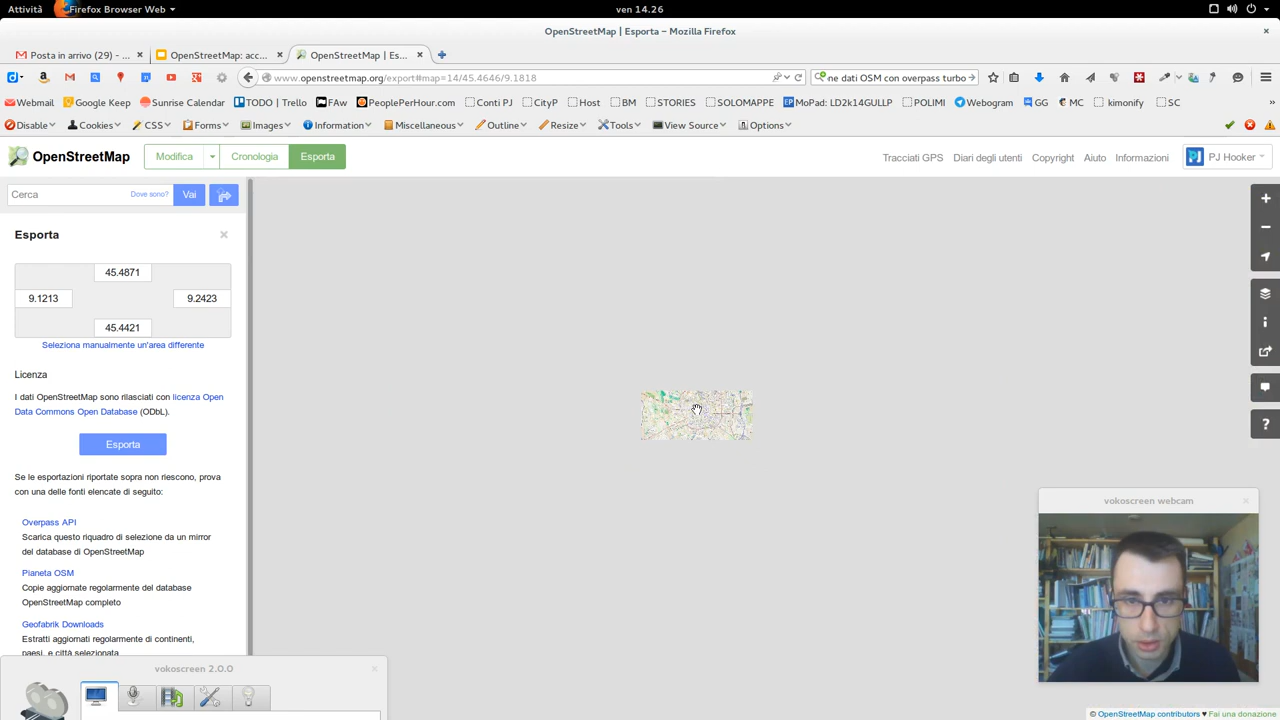 Attività Firefox Browser Web ven 14.26
OpenStreetMap | Esporta – Mozilla Firefox
Posta in arrivo (29) - ... OpenStreetMap: acc... OpenStreetMap | Es...
www.openstreetmap.org/export#map=14/45.4646/9.1818 ne dati OSM con overpass turbo
Webmail Google Keep Sunrise Calendar TODO | Trello FAw PeoplePerHour.com Conti PJ CityP Host BM STORIES SOLOMAPPE MoPad: LD2k14GULLP POLIMI Webogram GG MC kimonify SC
Disable Cookies CSS Forms Images Information Miscellaneous Outline Resize Tools View Source Options
OpenStreetMap Modifica Cronologia Esporta Tracciati GPS Diari degli utenti Copyright Aiuto Informazioni PJ Hooker
Cerca Dove sono? Vai
Esporta
45.4871
9.1213 9.2423
45.4421
Seleziona manualmente un'area differente
Licenza
I dati OpenStreetMap sono rilasciati con licenza Open
Data Commons Open Database (ODbL).
Esporta
Se le esportazioni riportate sopra non riescono, prova
con una delle fonti elencate di seguito:
Overpass API
Scarica questo riquadro di selezione da un mirror
del database di OpenStreetMap
Pianeta OSM
Copie aggiornate regolarmente del database
OpenStreetMap completo
Geofabrik Downloads
Estratti aggiornati regolarmente di continenti,
paesi, e città selezionata
vokoscreen webcam
vokoscreen 2.0.0
© OpenStreetMap contributors ♥ Fai una donazione